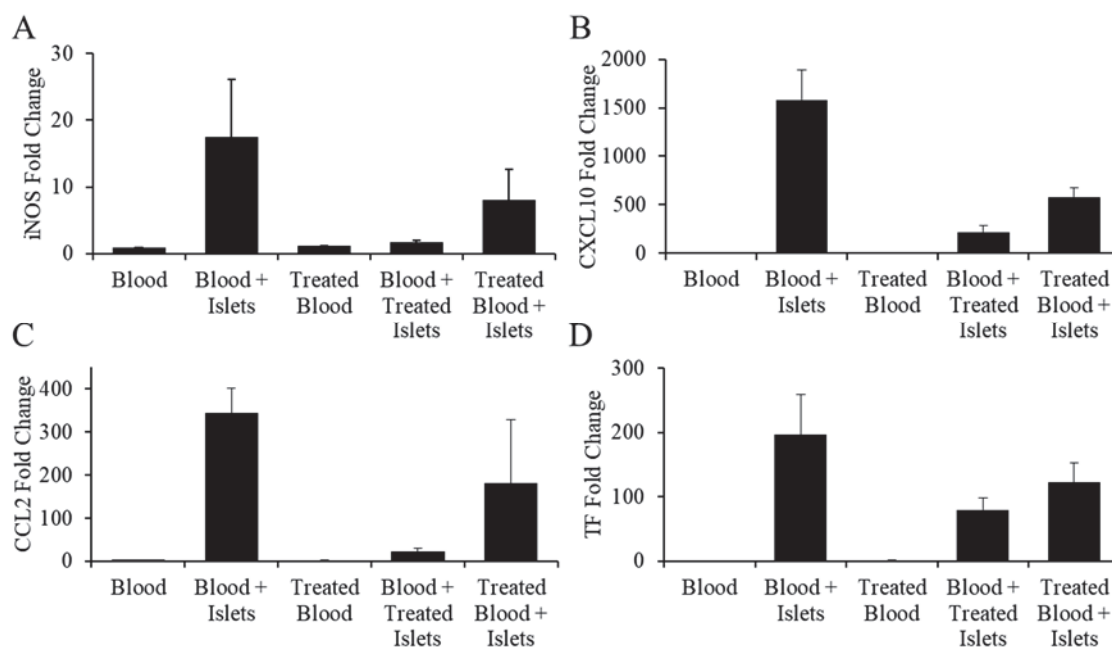 A
iNOS Fold Change
30
20
10
0
Blood
Blood +
Islets
Treated
Blood
Blood +
Treated
Islets
Treated
Blood +
Islets
B
CXCL10 Fold Change
2000
1500
1000
500
0
Blood
Blood +
Islets
Treated
Blood
Blood +
Treated
Islets
Treated
Blood +
Islets
C
CCL2 Fold Change
400
300
200
100
0
Blood
Blood +
Islets
Treated
Blood
Blood +
Treated
Islets
Treated
Blood +
Islets
D
TF Fold Change
300
200
100
0
Blood
Blood +
Islets
Treated
Blood
Blood +
Treated
Islets
Treated
Blood +
Islets